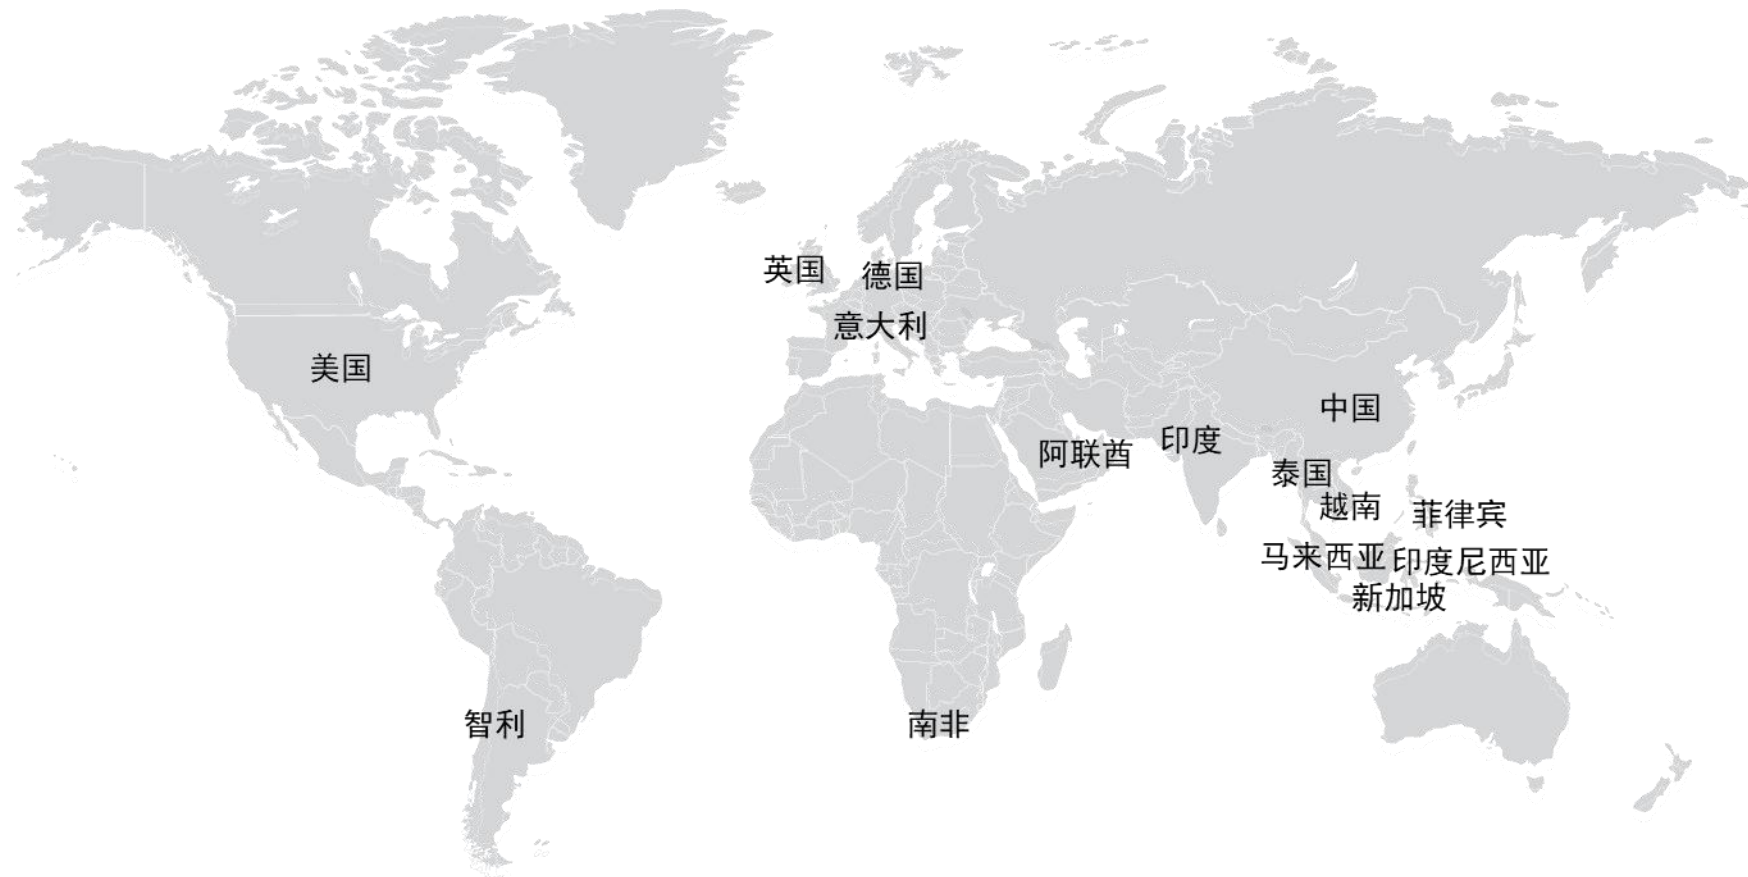 英国
德国
意大利
美国
中国
阿联酋
印度
泰国
越南
菲律宾
马来西亚
印度尼西亚
新加坡
智利
南非